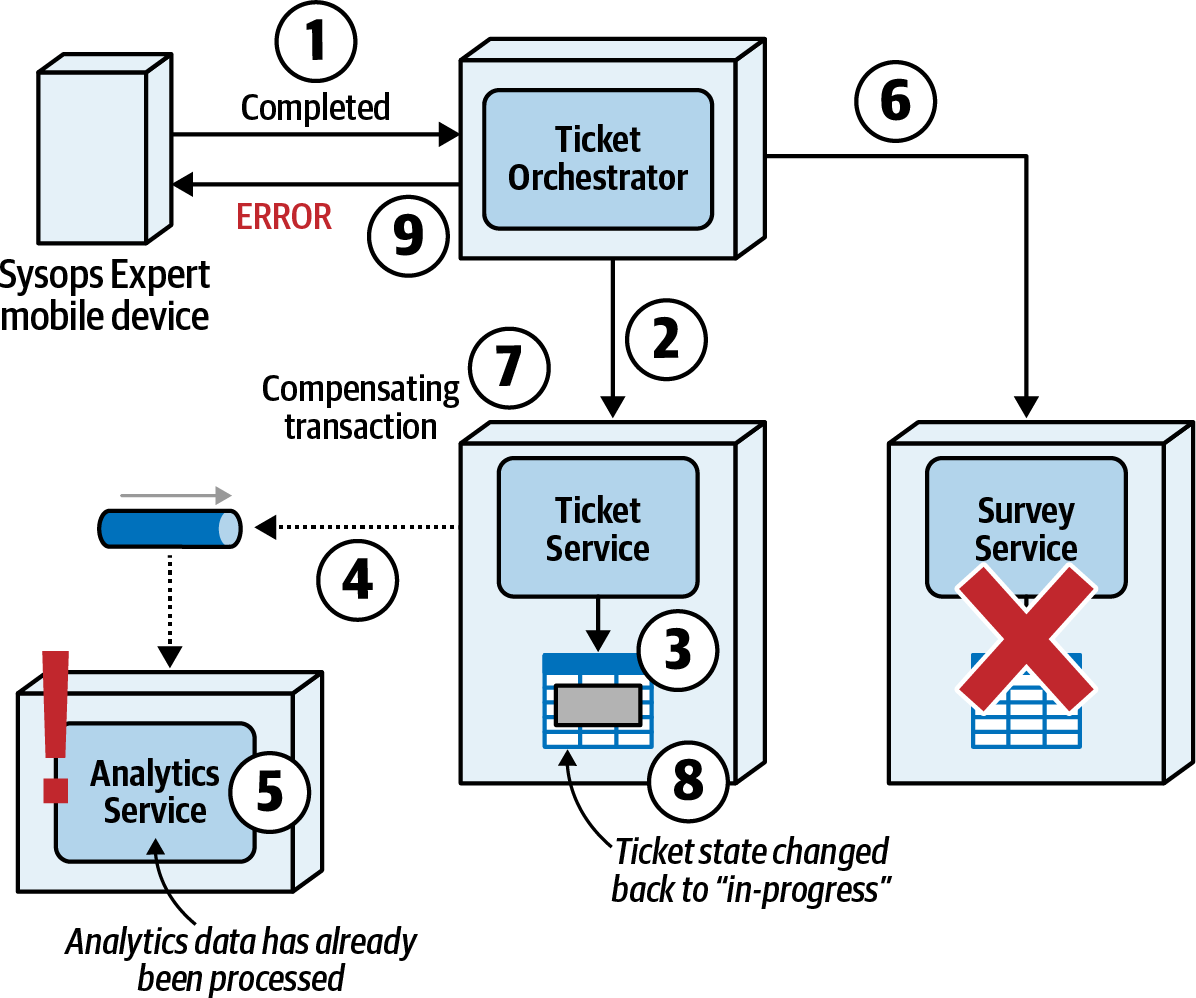 1
Completed
6
Ticket
Orchestrator
ERROR
9
Sysops Expert
mobile device
2
7
Compensating
transaction
Ticket
Service
Survey
Service
4
3
Analytics
Service
5
8
Ticket state changed
back to “in-progress”
Analytics data has already
been processed